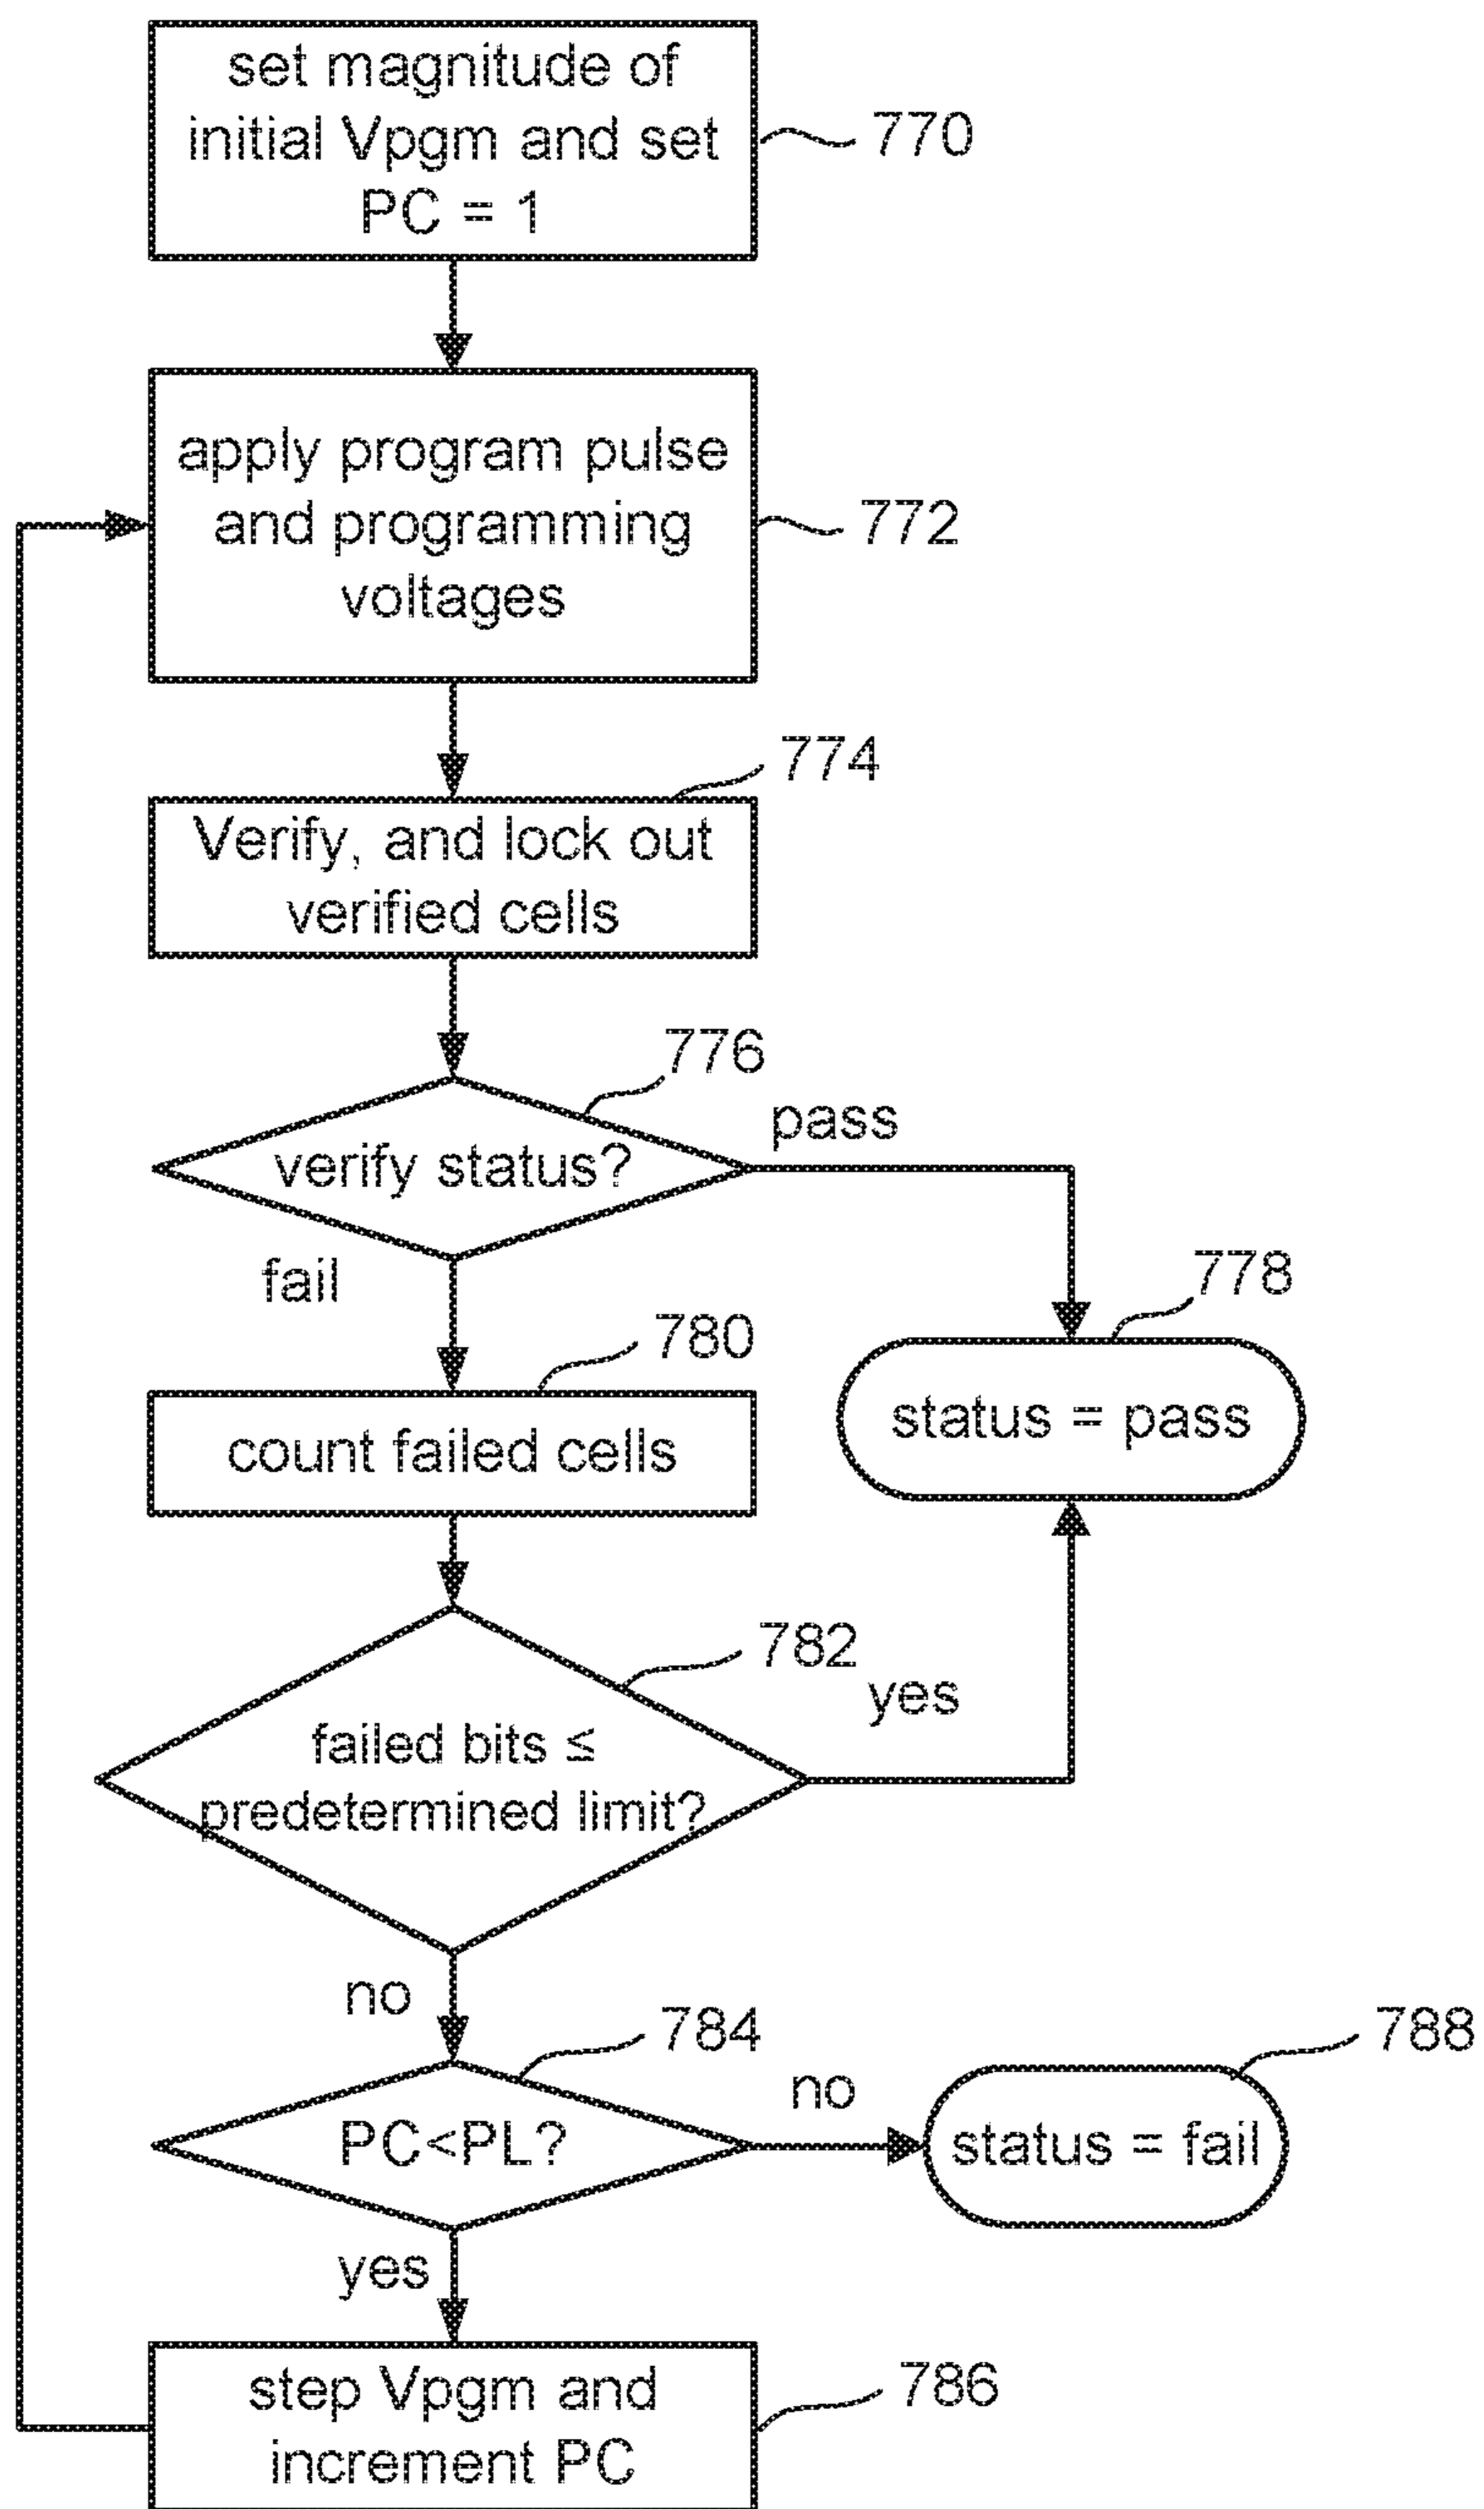 set magnitude of
initial Vpgm and set
PC = 1
770
apply program pulse
and programming
voltages
772
774
Verify, and lock out
verified cells
776
pass
verify status?
fail
778
780
status = pass
count failed cells
782
yes
failed bits ≤
predetermined limit?
no
784
788
no
PC<PL?
status = fail
yes
step Vpgm and
increment PC
786